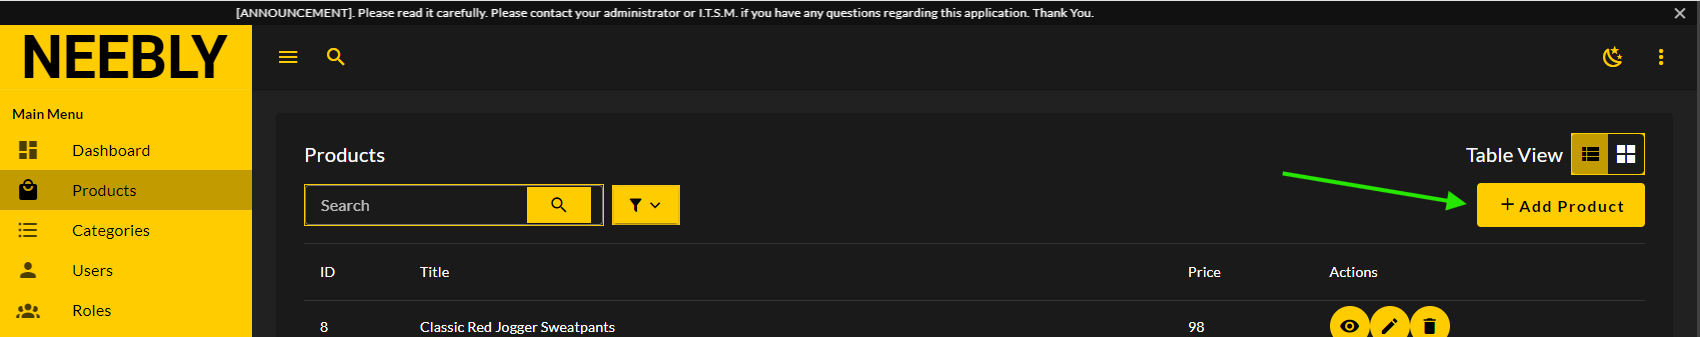 [ANNOUNCEMENT]. Please read it carefully. Please contact your administrator or I.T.S.M. if you have any questions regarding this application. Thank You.
NEEBLY
Main Menu
Dashboard
Products
Categories
Users
Roles
Products
Table View
Search
Add Product
ID Title Price Actions
8 Classic Red Jogger Sweatpants 98